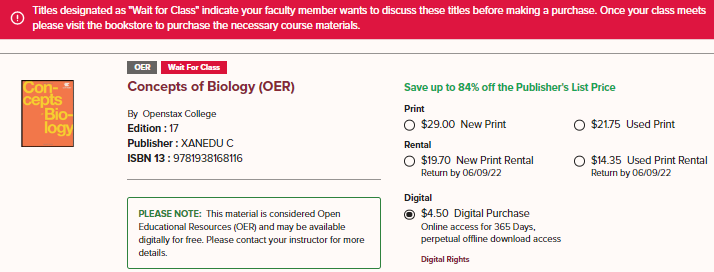 Titles designated as "Wait for Class" indicate your faculty member wants to discuss these titles before making a purchase. Once your class meets
please visit the bookstore to purchase the necessary course materials.
OER Wait For Class
Concepts of Biology (OER)
Con-
cepts
Bio-
logy
By Openstax College
Edition : 17
Publisher : XANEDU C
ISBN 13 : 9781938168116
PLEASE NOTE: This material is considered Open
Educational Resources (OER) and may be available
digitally for free. Please contact your instructor for more
details.
Save up to 84% off the Publisher's List Price
Print
$29.00 New Print
$21.75 Used Print
Rental
$19.70 New Print Rental
Return by 06/09/22
$14.35 Used Print Rental
Return by 06/09/22
Digital
$4.50 Digital Purchase
Online access for 365 Days,
perpetual offline download access
Digital Rights